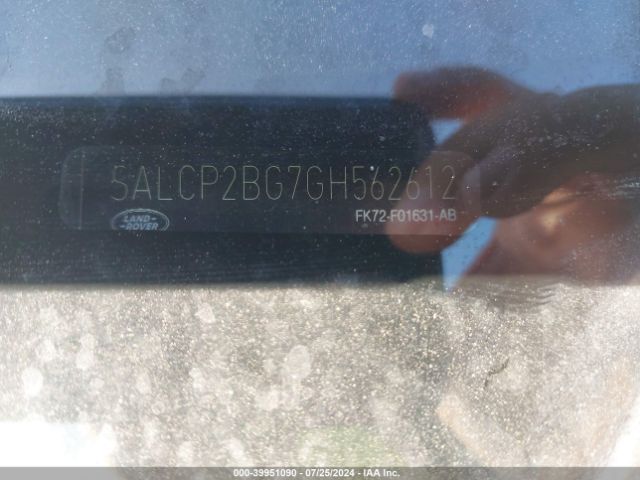 SALCP2BG7GH562612
LAND-
-ROVER
FK72-F01631-AB
000-39951090 - 07/25/2024 - IAA Inc.